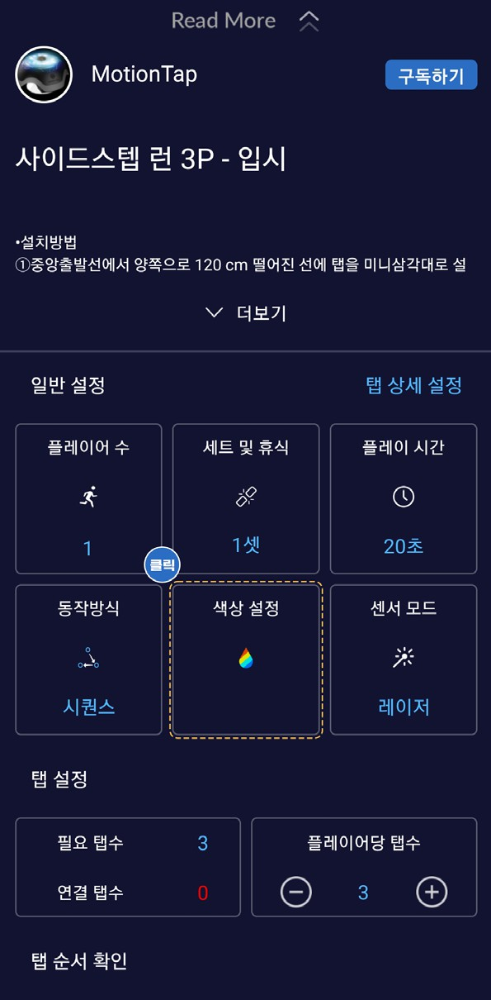 Read More
MotionTap
구독하기
사이드스텝 런 3P - 입시
•설치방법
①중앙출발선에서 양쪽으로 120 cm 떨어진 선에 탭을 미니삼각대로 설
더보기
일반 설정
탭 상세 설정
플레이어 수
세트 및 휴식
플레이 시간
1
1셋
20초
클릭
동작방식
색상 설정
센서 모드
시퀀스
레이저
탭 설정
필요 탭수 3
플레이어당 탭수
연결 탭수 0
3
탭 순서 확인